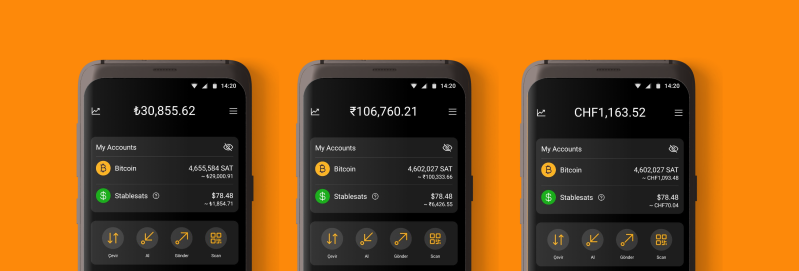 14:20
₺30,855.62
My Accounts
Bitcoin 4,655,584 SAT
~ ₺29,000.91
Stablesats $78.48
~ ₺1,854.71
Çevir Al Gönder Scan
14:20
₹106,760.21
My Accounts
Bitcoin 4,602,027 SAT
~ ₹100,333.66
Stablesats $78.48
~ ₹6,426.55
Çevir Al Gönder Scan
14:20
CHF1,163.52
My Accounts
Bitcoin 4,602,027 SAT
~ CHF1,093.48
Stablesats $78.48
~ CHF70.04
Çevir Al Gönder Scan